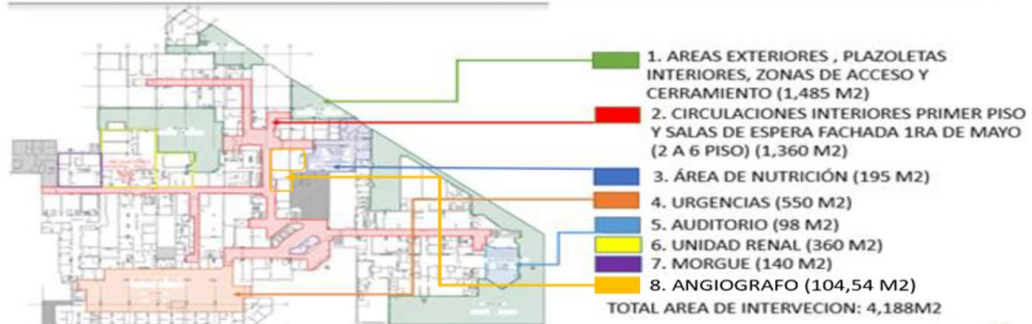 1. AREAS EXTERIORES , PLAZOLETAS
INTERIORES, ZONAS DE ACCESO Y
CERRAMIENTO (1,485 M2)
2. CIRCULACIONES INTERIORES PRIMER PISO
Y SALAS DE ESPERA FACHADA 1RA DE MAYO
(2 A 6 PISO) (1,360 M2)
3. ÁREA DE NUTRICIÓN (195 M2)
4. URGENCIAS (550 M2)
5. AUDITORIO (98 M2)
6. UNIDAD RENAL (360 M2)
7. MORGUE (140 M2)
8. ANGIOGRAFO (104,54 M2)
TOTAL AREA DE INTERVECION: 4,188M2